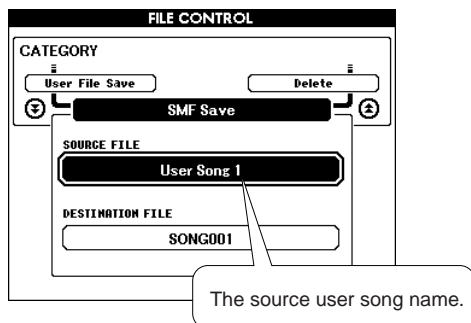 FILE CONTROL
CATEGORY
User File Save
Delete
SMF Save
SOURCE FILE
User Song 1
DESTINATION FILE
SONG001
The source user song name.